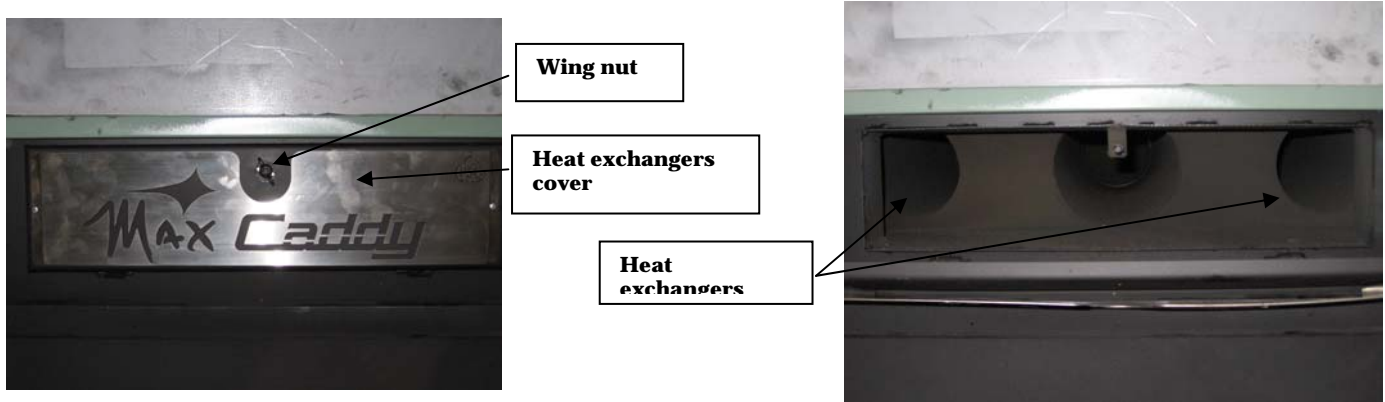 Wing nut
Heat exchangers
cover
Max Caddy
Heat
exchangers